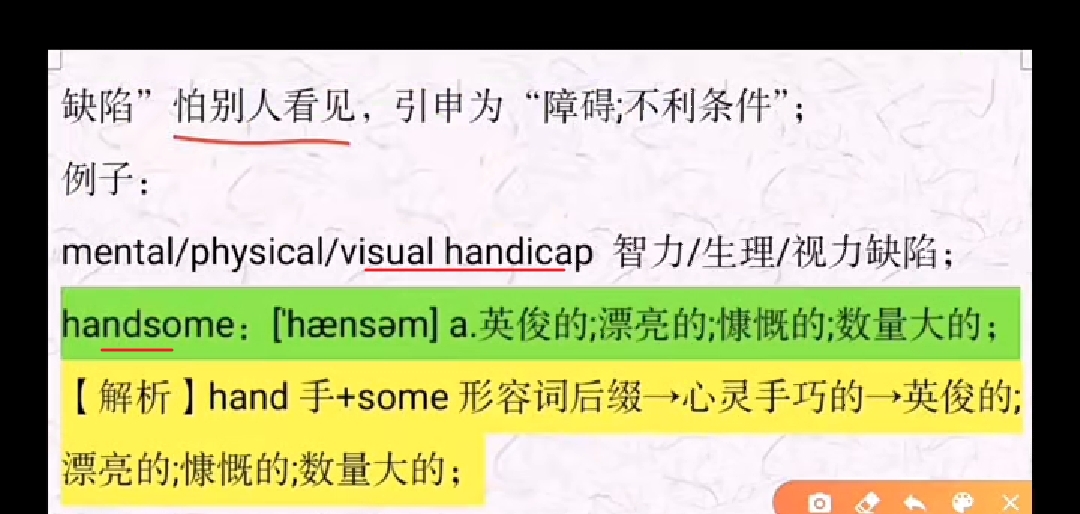 缺陷”怕别人看见，引申为“障碍;不利条件”；
例子：
mental/physical/visual handicap 智力/生理/视力缺陷；
handsome：['hænsəm] a.英俊的;漂亮的;慷慨的;数量大的；
【解析】hand 手+some 形容词后缀→心灵手巧的→英俊的;
漂亮的;慷慨的;数量大的；